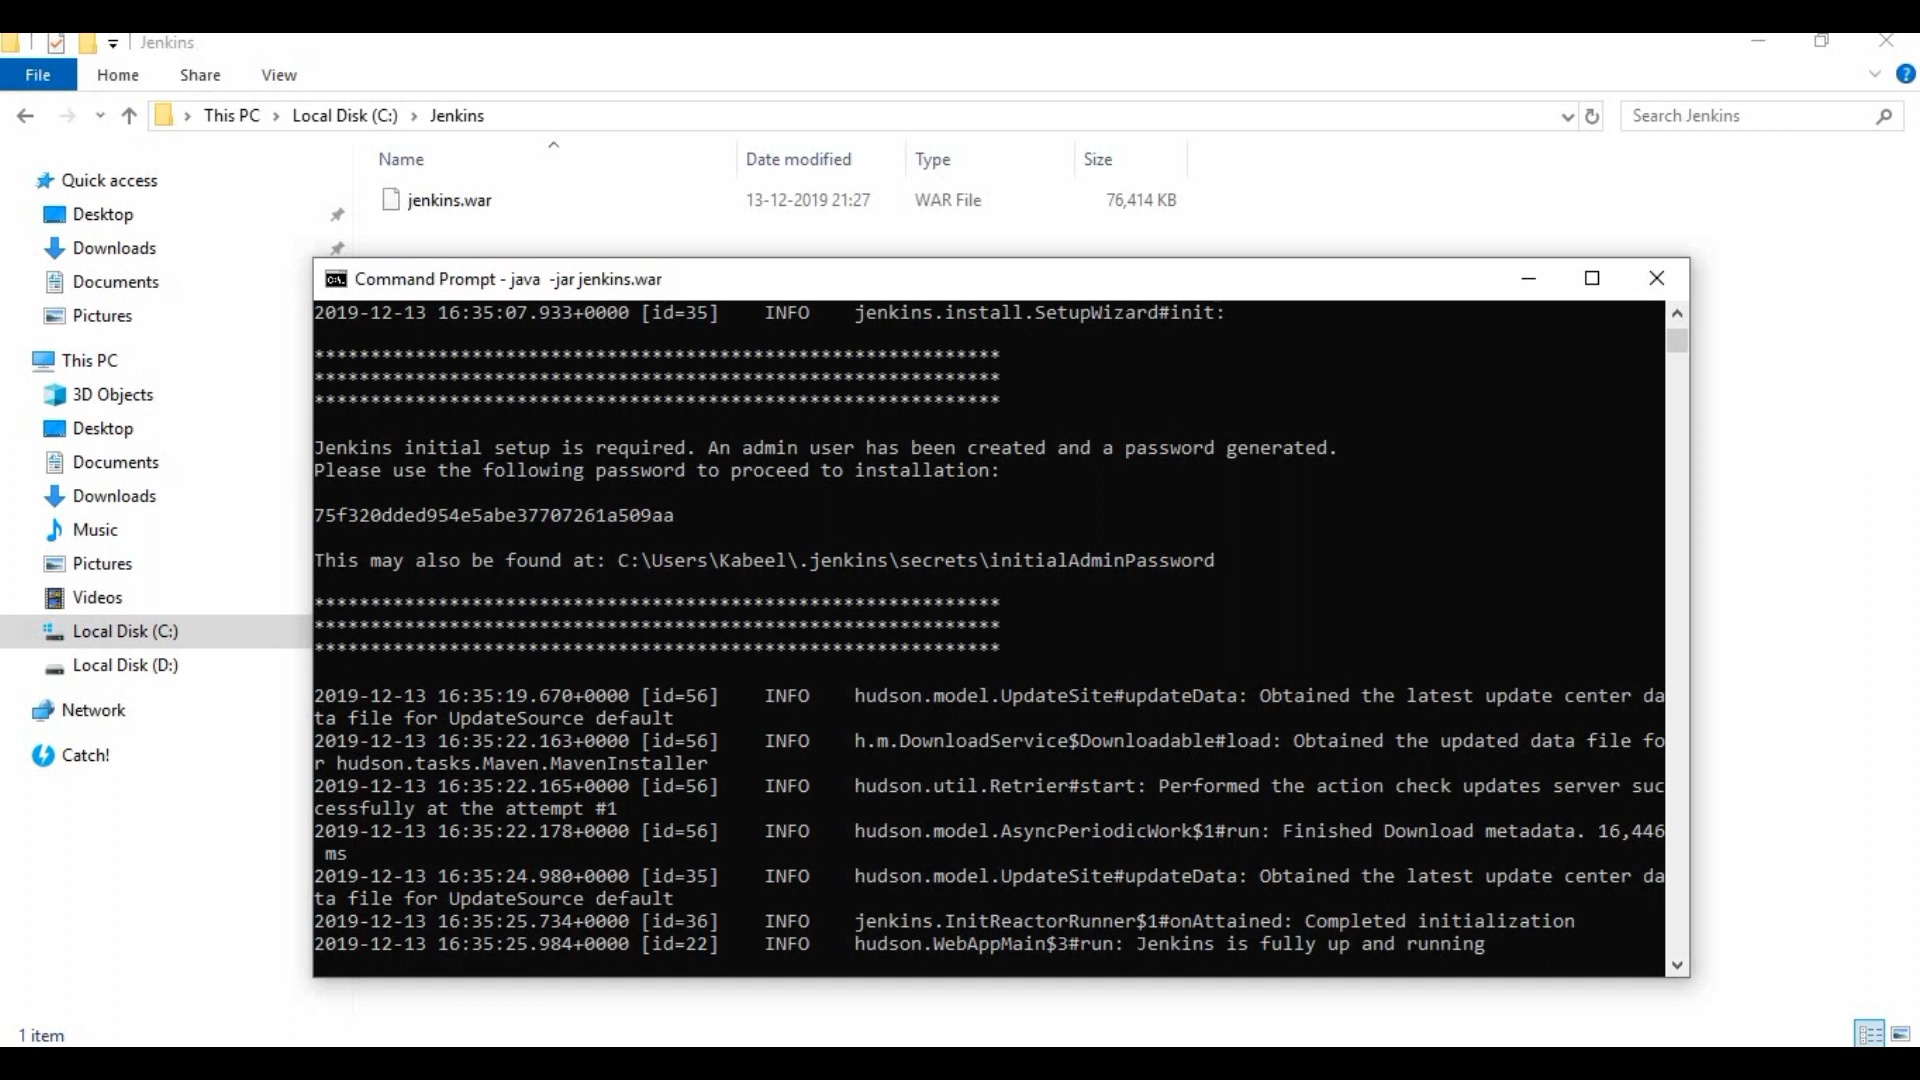 Jenkins
File Home Share View
This PC > Local Disk (C:) > Jenkins
Search Jenkins
Name Date modified Type Size
jenkins.war 13-12-2019 21:27 WAR File 76,414 KB
Quick access
Desktop
Downloads
Documents
Pictures
This PC
3D Objects
Desktop
Documents
Downloads
Music
Pictures
Videos
Local Disk (C:)
Local Disk (D:)
Network
Catch!
1 item
Command Prompt - java  -jar jenkins.war
2019-12-13 16:35:07.933+0000 [id=35]    INFO    jenkins.install.SetupWizard#init:
*************************************************************
*************************************************************
*************************************************************
Jenkins initial setup is required. An admin user has been created and a password generated.
Please use the following password to proceed to installation:
75f320dded954e5abe37707261a509aa
This may also be found at: C:\Users\Kabeel\.jenkins\secrets\initialAdminPassword
*************************************************************
*************************************************************
*************************************************************
2019-12-13 16:35:19.670+0000 [id=56]    INFO    hudson.model.UpdateSite#updateData: Obtained the latest update center da
ta file for UpdateSource default
2019-12-13 16:35:22.163+0000 [id=56]    INFO    h.m.DownloadService$Downloadable#load: Obtained the updated data file fo
r hudson.tasks.Maven.MavenInstaller
2019-12-13 16:35:22.165+0000 [id=56]    INFO    hudson.util.Retrier#start: Performed the action check updates server suc
cessfully at the attempt #1
2019-12-13 16:35:22.178+0000 [id=56]    INFO    hudson.model.AsyncPeriodicWork$1#run: Finished Download metadata. 16,446
 ms
2019-12-13 16:35:24.980+0000 [id=35]    INFO    hudson.model.UpdateSite#updateData: Obtained the latest update center da
ta file for UpdateSource default
2019-12-13 16:35:25.734+0000 [id=36]    INFO    jenkins.InitReactorRunner$1#onAttained: Completed initialization
2019-12-13 16:35:25.984+0000 [id=22]    INFO    hudson.WebAppMain$3#run: Jenkins is fully up and running